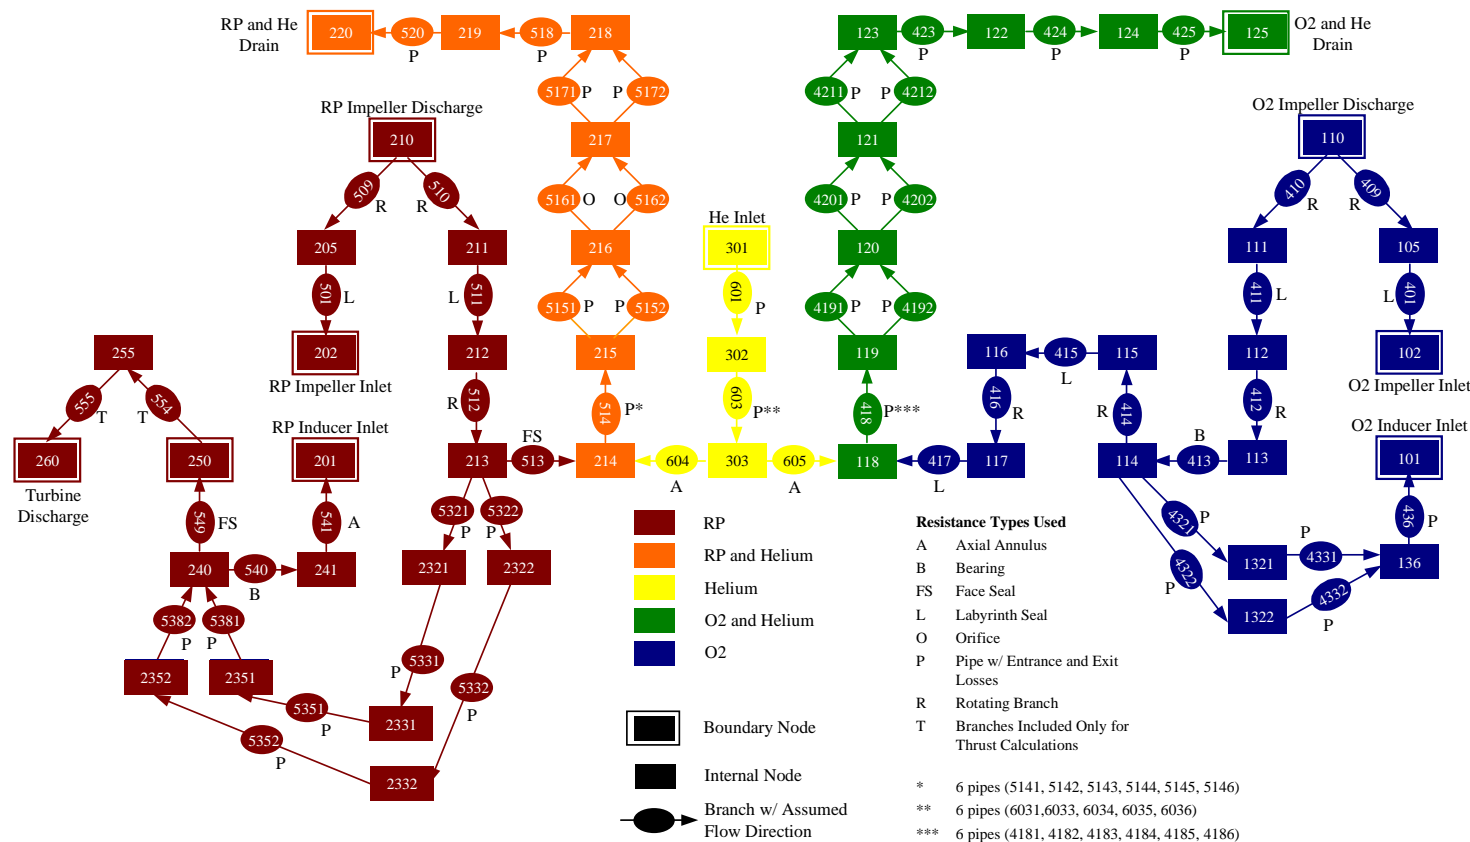 RP and He
Drain
220
520
P
219
518
P
218
123
423
P
122
424
P
124
425
P
125
O2 and He
Drain
5171
P
P
5172
4211
P
P
4212
RP Impeller Discharge
210
217
121
O2 Impeller Discharge
110
509
R
510
R
5161
O
O
5162
4201
P
P
4202
410
R
409
R
205
211
216
He Inlet
301
120
111
105
501
L
511
L
5151
P
P
5152
601
P
4191
P
P
4192
411
L
401
L
255
202
212
215
302
119
116
415
L
115
112
102
RP Impeller Inlet
O2 Impeller Inlet
555
T
554
T
512
R
514
P*
603
P**
418
P***
416
R
414
R
412
R
RP Inducer Inlet
O2 Inducer Inlet
260
250
201
213
FS
513
214
604
A
303
605
A
118
417
L
117
114
B
413
113
101
Turbine
Discharge
549
FS
541
A
5321
P
5322
P
4321
P
4322
P
436
P
240
540
B
241
2321
2322
1321
P
4331
136
5382
P
5381
P
1322
4332
P
2352
2351
P
5331
5332
P
5351
P
2331
5352
P
2332
RP
RP and Helium
Helium
O2 and Helium
O2
Boundary Node
Internal Node
Branch w/ Assumed
Flow Direction
Resistance Types Used
A Axial Annulus
B Bearing
FS Face Seal
L Labyrinth Seal
O Orifice
P Pipe w/ Entrance and Exit
Losses
R Rotating Branch
T Branches Included Only for
Thrust Calculations
* 6 pipes (5141, 5142, 5143, 5144, 5145, 5146)
** 6 pipes (6031,6033, 6034, 6035, 6036)
*** 6 pipes (4181, 4182, 4183, 4184, 4185, 4186)